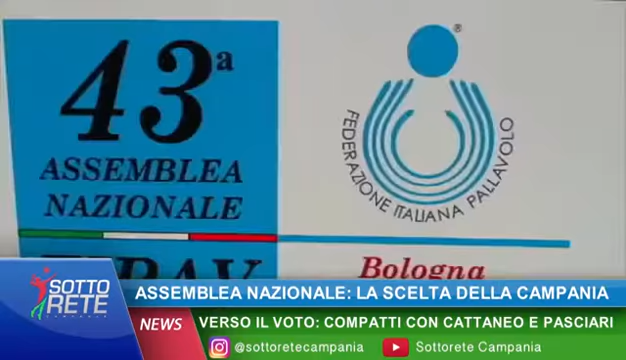 43ª
ASSEMBLEA
NAZIONALE
®
FEDERAZIONE ITALIANA PALLAVOLO
Bologna
SOTTO
RETE
CAMPANIA
ASSEMBLEA NAZIONALE: LA SCELTA DELLA CAMPANIA
NEWS
VERSO IL VOTO: COMPATTI CON CATTANEO E PASCIARI
@sottoretecampania
Sottorete Campania